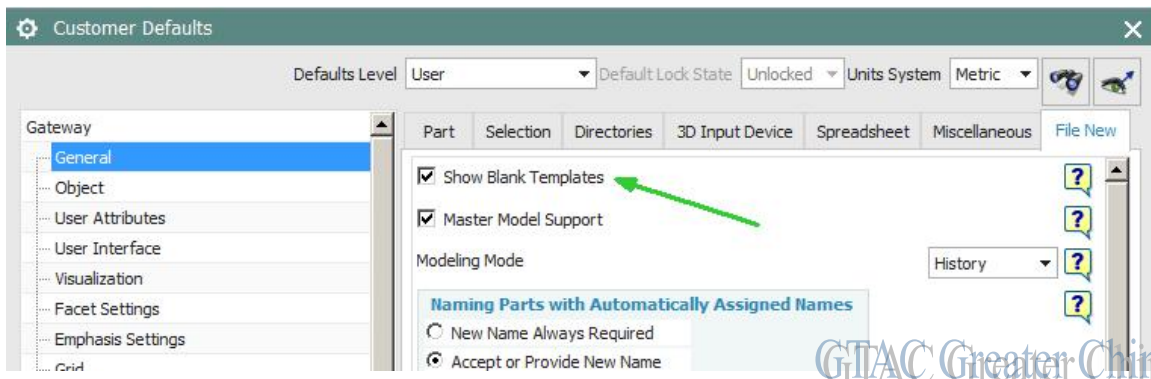 Customer Defaults
Defaults Level User Default Lock State Unlocked Units System Metric
Gateway
General
Object
User Attributes
User Interface
Visualization
Facet Settings
Emphasis Settings
Grid
Part Selection Directories 3D Input Device Spreadsheet Miscellaneous File New
Show Blank Templates
Master Model Support
Modeling Mode History
Naming Parts with Automatically Assigned Names
New Name Always Required
Accept or Provide New Name
GTAC Greater